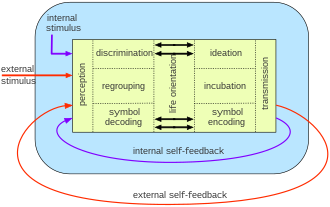 internal
stimulus
external
stimulus
perception
discrimination
regrouping
symbol
decoding
life orientation
ideation
incubation
symbol
encoding
transmission
internal self-feedback
external self-feedback